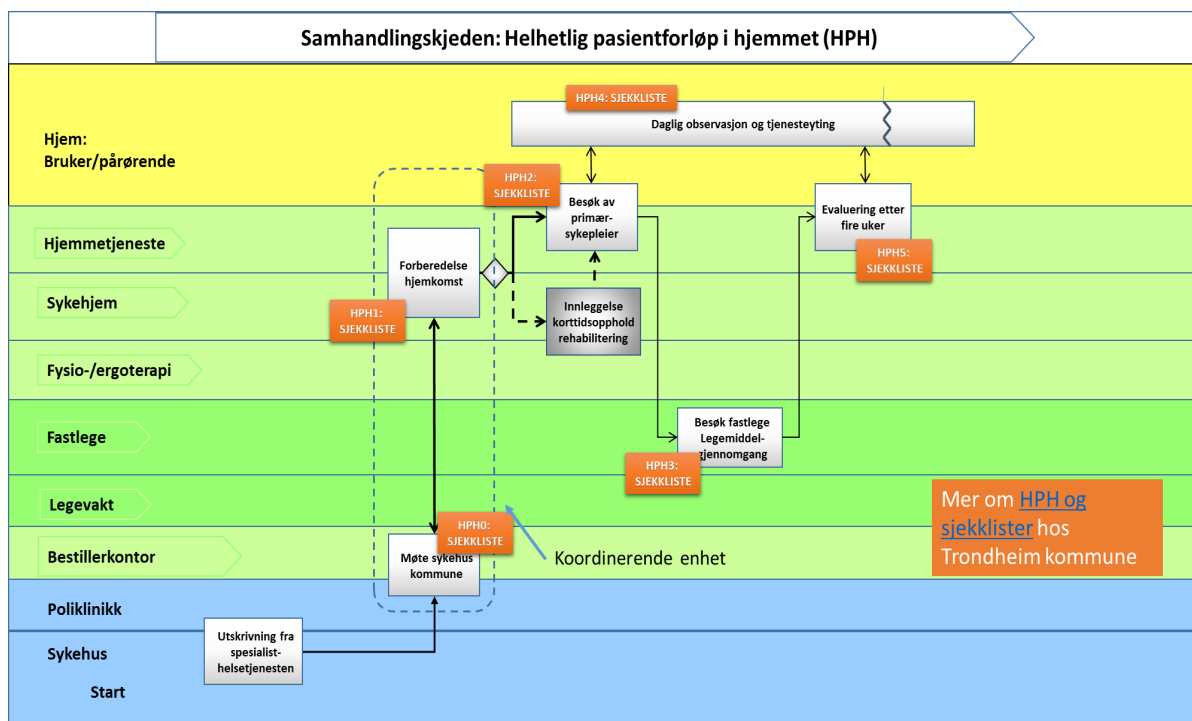 Samhandlingskjeden: Helhetlig pasientforløp i hjemmet (HPH)
HPH4: SJEKKLISTE
Daglig observasjon og tjenesteyting
Hjem:
Bruker/pårørende
HPH2:
SJEKKLISTE
Besøk av
primær-
sykepleier
Evaluering etter
fire uker
HPH5:
SJEKKLISTE
Hjemmetjeneste
Forberedelse
hjemkomst
Sykehjem
HPH1:
SJEKKLISTE
Innleggelse
korttidsopphold
rehabilitering
Fysio-/ergoterapi
Fastlege
Besøk fastlege
Legemiddel-
gjennomgang
HPH3:
SJEKKLISTE
Legevakt
HPH0:
SJEKKLISTE
Mer om HPH og
sjekklister hos
Trondheim kommune
Bestillerkontor
Møte sykehus
kommune
Koordinerende enhet
Poliklinikk
Utskrivning fra
spesialist-
helsetjenesten
Sykehus
Start